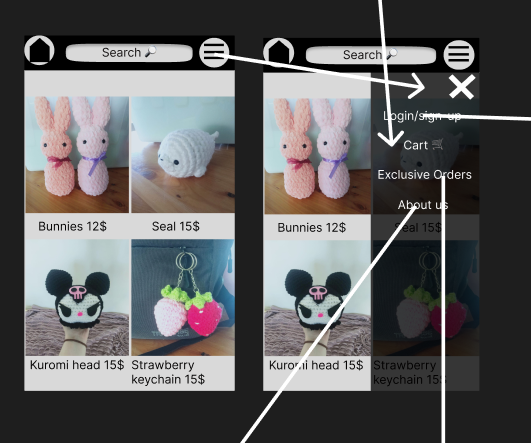 Search
Bunnies 12$
Seal 15$
Kuromi head 15$
Strawberry
keychain 15$
Search
Login/sign-up
Cart
Exclusive Orders
About us
Bunnies 12$
Seal 15$
Kuromi head 15$
Strawberry
keychain 15$